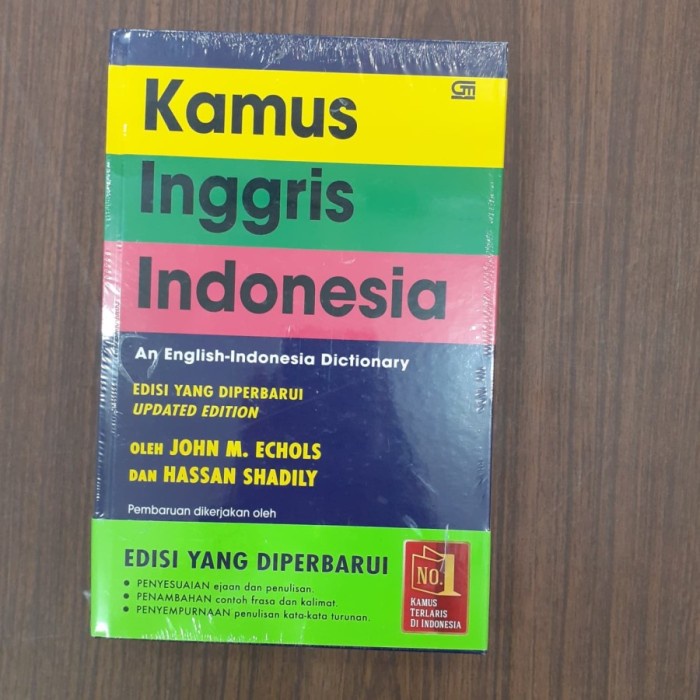 GM
Kamus
Inggris
Indonesia
An English-Indonesia Dictionary
EDISI YANG DIPERBARUI
UPDATED EDITION
OLEH JOHN M. ECHOLS
DAN HASSAN SHADILY
Pembaruan dikerjakan oleh
EDISI YANG DIPERBARUI
• PENYESUAIAN ejaan dan penulisan.
• PENAMBAHAN contoh frasa dan kalimat.
• PENYEMPURNAAN penulisan kata-kata turunan.
No.1
KAMUS
TERLARIS
DI INDONESIA